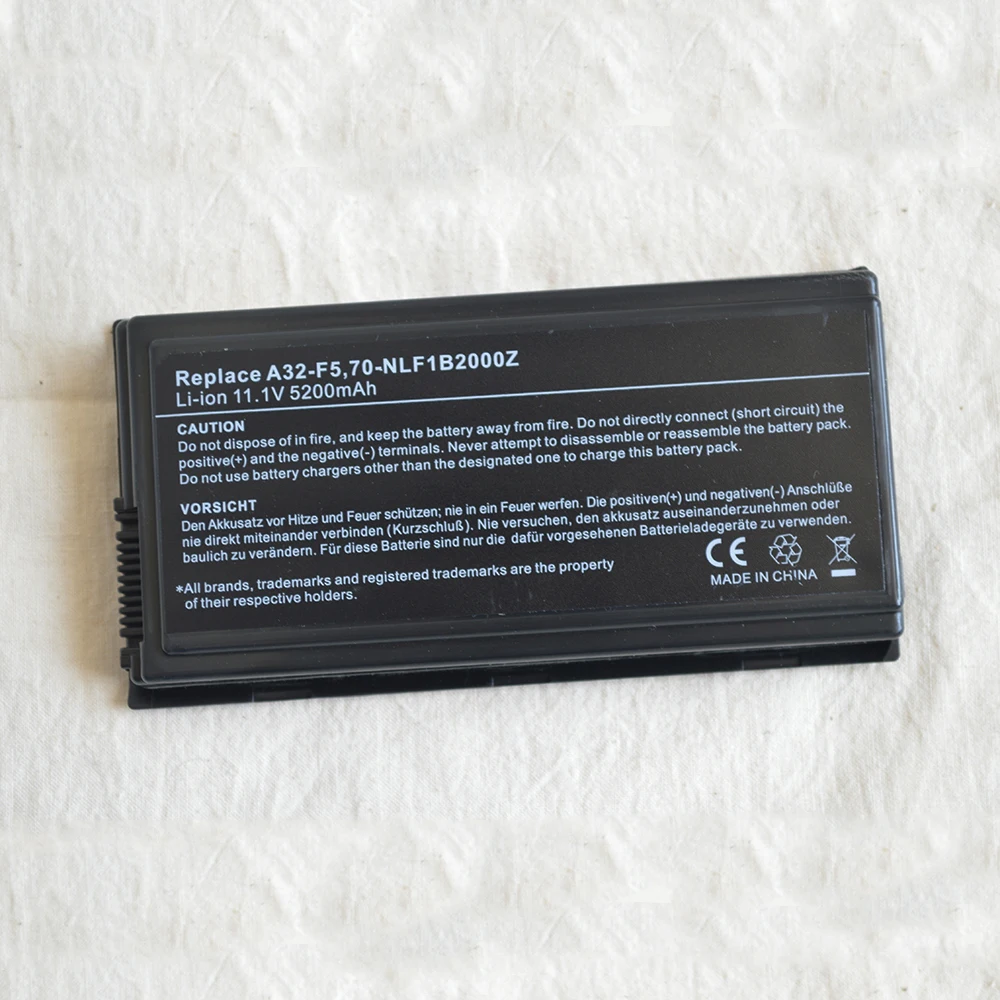 Replace A32-F5,70-NLF1B2000Z
Li-ion 11.1V 5200mAh
CAUTION
Do not dispose of in fire, and keep the battery away from fire. Do not directly connect (short circuit) the
positive(+) and the negative(-) terminals. Never attempt to disassemble or reassemble the battery pack.
Do not use battery chargers other than the designated one to charge this battery pack.
VORSICHT
Den Akkusatz vor Hitze und Feuer schützen; nie in ein Feuer werfen. Die positiven(+) und negativen(-) Anschlüße
nie direkt miteinander verbinden (Kurzschluß). Nie versuchen, den akkusatz auseinanderzunehmen oder
baulich zu verändern. Für diese Batterie sind nur die dafür vorgesehenen Batterieladegeräte zu verwenden.
*All brands, trademarks and registered trademarks are the property
of their respective holders.
CE
MADE IN CHINA